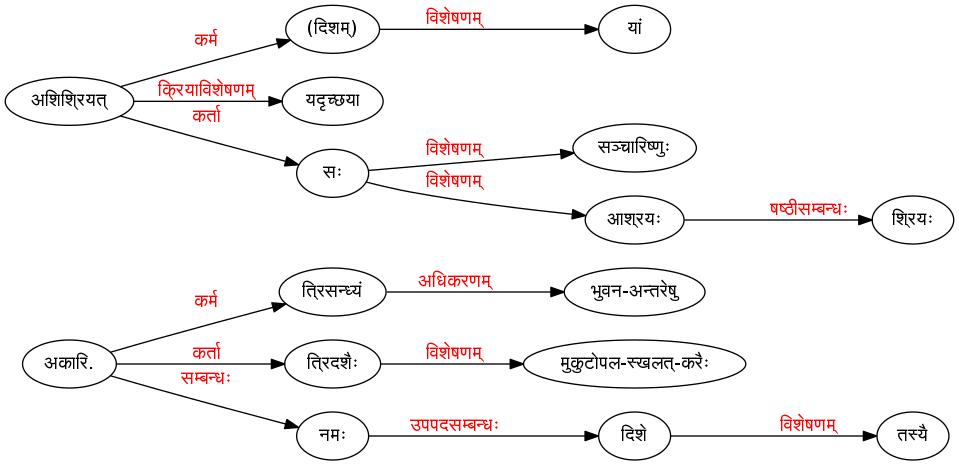 (दिशम्)
विशेषणम्
यां
कर्म
अशिश्रियत्
क्रियाविशेषणम्
यदृच्छया
कर्ता
सः
विशेषणम्
सञ्चारिष्णुः
विशेषणम्
आश्रयः
षष्ठीसम्बन्धः
श्रियः
कर्म
त्रिसन्ध्यं
अधिकरणम्
भुवन-अन्तरेषु
अकारि.
कर्ता
त्रिदशैः
विशेषणम्
मुकुटोपल-स्खलत्-करैः
सम्बन्धः
नमः
उपपदसम्बन्धः
दिशे
विशेषणम्
तस्यै